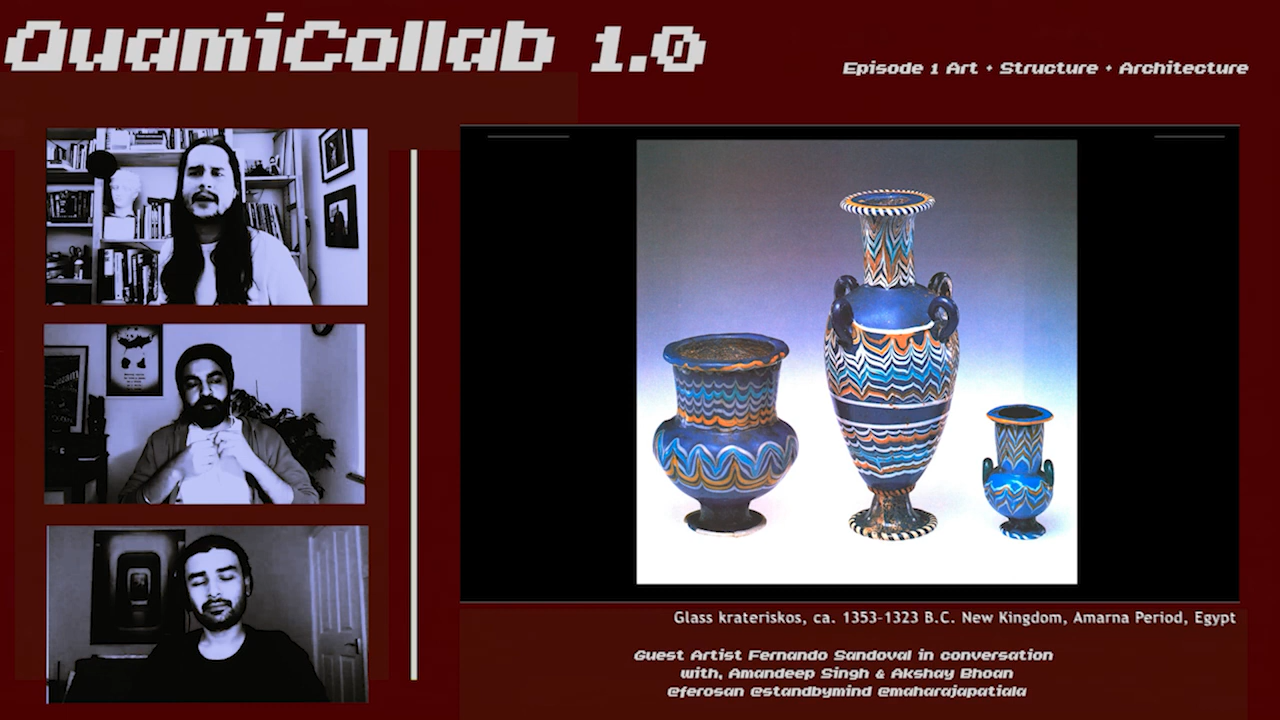 QuamiCollab 1.0
Episode 1 Art • Structure • Architecture
Glass krateriskos, ca. 1353-1323 B.C. New Kingdom, Amarna Period, Egypt
Guest Artist Fernando Sandoval in conversation
with, Amandeep Singh & Akshay Bhoan
@ferosan @standbymind @maharajapatiala